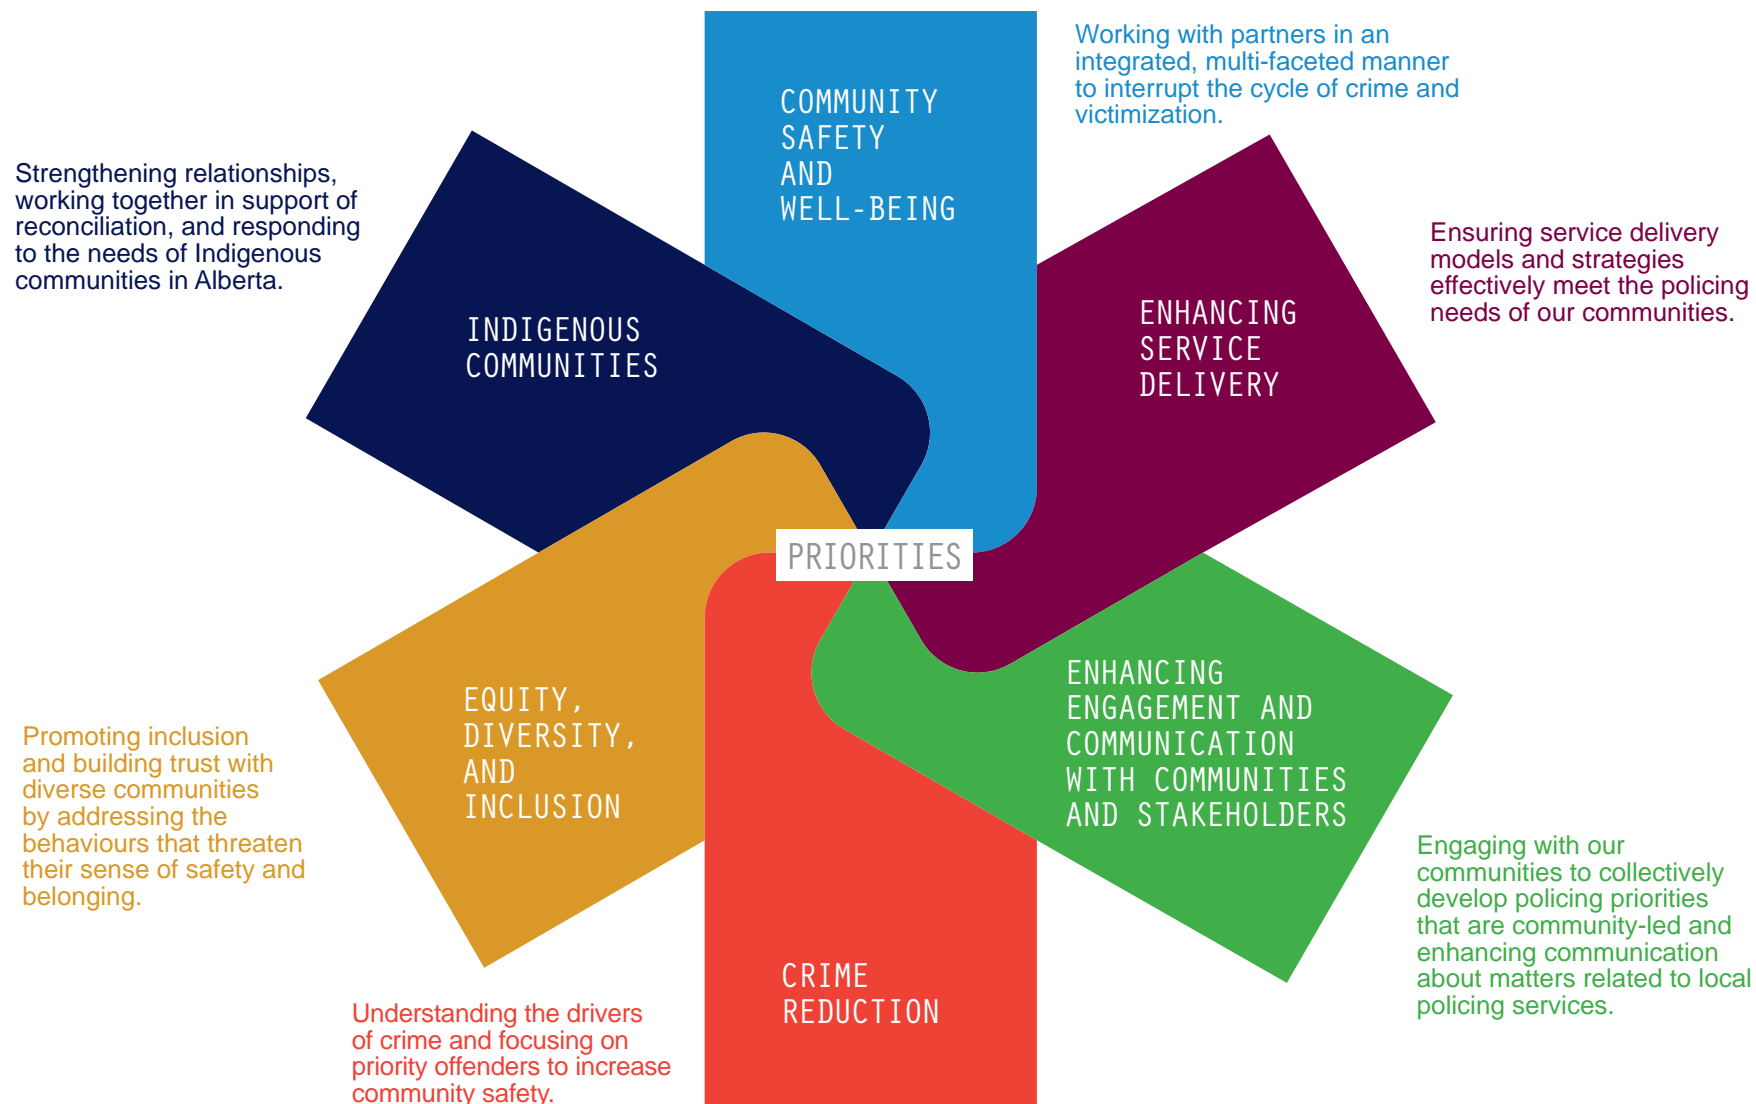 COMMUNITY
SAFETY
AND
WELL-BEING
Working with partners in an
integrated, multi-faceted manner
to interrupt the cycle of crime and
victimization.
ENHANCING
SERVICE
DELIVERY
Ensuring service delivery
models and strategies
effectively meet the policing
needs of our communities.
ENHANCING
ENGAGEMENT AND
COMMUNICATION
WITH COMMUNITIES
AND STAKEHOLDERS
Engaging with our
communities to collectively
develop policing priorities
that are community-led and
enhancing communication
about matters related to local
policing services.
CRIME
REDUCTION
Understanding the drivers
of crime and focusing on
priority offenders to increase
community safety.
EQUITY,
DIVERSITY,
AND
INCLUSION
Promoting inclusion
and building trust with
diverse communities
by addressing the
behaviours that threaten
their sense of safety and
belonging.
INDIGENOUS
COMMUNITIES
Strengthening relationships,
working together in support of
reconciliation, and responding
to the needs of Indigenous
communities in Alberta.
PRIORITIES